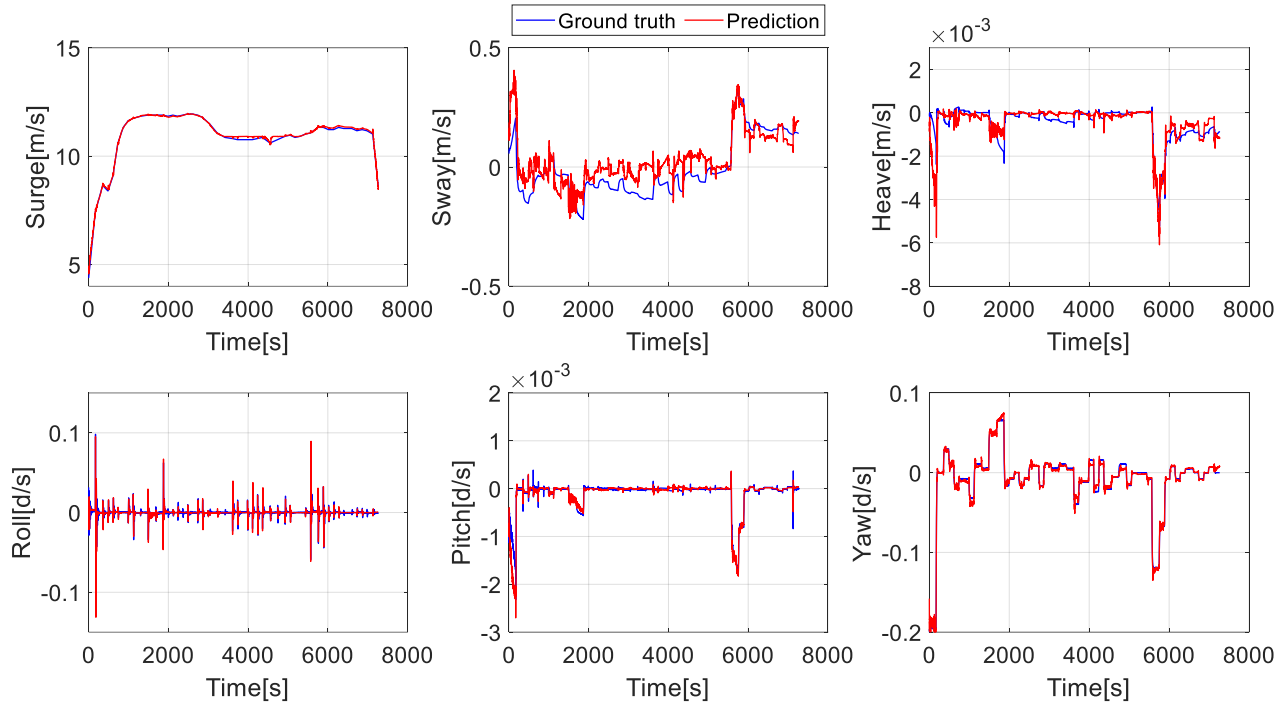 Ground truth Prediction
15
10
5
Surge[m/s]
0 2000 4000 6000 8000
Time[s]
0.5
0
-0.5
Sway[m/s]
0 2000 4000 6000 8000
Time[s]
×10-3
2
0
-2
-4
-6
-8
Heave[m/s]
0 2000 4000 6000 8000
Time[s]
0.1
0
-0.1
Roll[d/s]
0 2000 4000 6000 8000
Time[s]
×10-3
2
1
0
-1
-2
-3
Pitch[d/s]
0 2000 4000 6000 8000
Time[s]
0.1
0
-0.1
-0.2
Yaw[d/s]
0 2000 4000 6000 8000
Time[s]